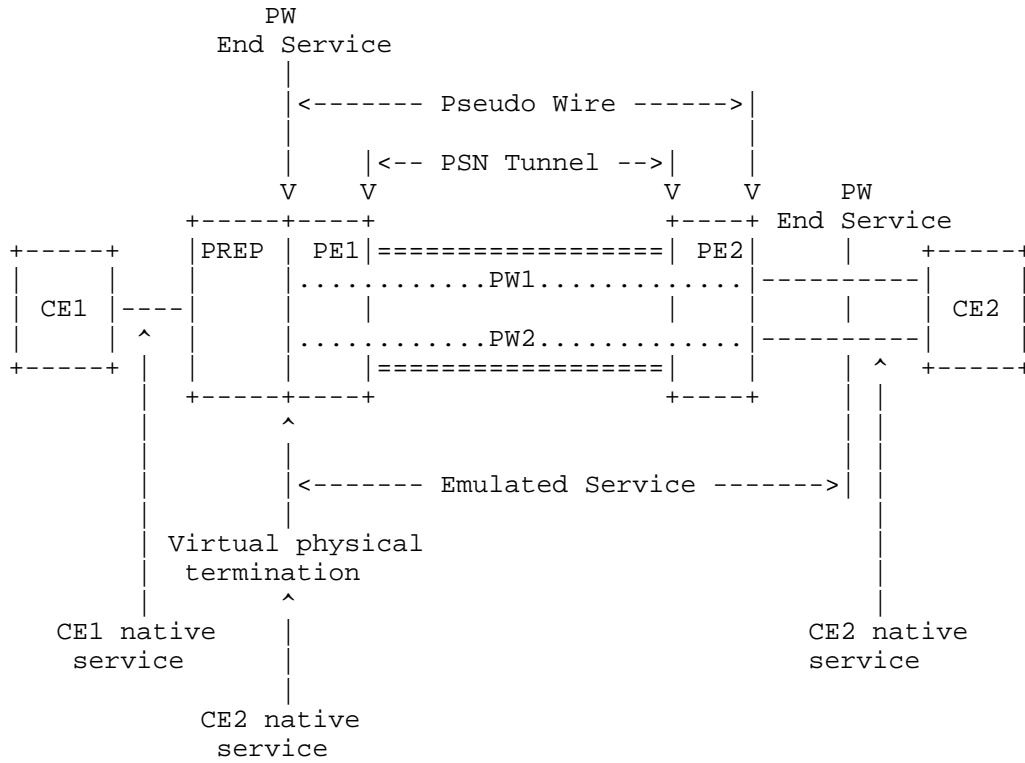 PW
End Service
|
|<------- Pseudo Wire ------>|
|                            |
|    |<-- PSN Tunnel -->|    |
V    V                  V    V     PW
+-----+----+                  +----+ End Service
+-----+    |PREP | PE1|==================| PE2|     |    +-----+
|     |    |     |............PW1.............|----------|     |
| CE1 |----|     |    |                  |    |     |    | CE2 |
|     | ^  |     |............PW2.............|----------|     |
+-----+ |  |     |    |==================|    |     | ^  +-----+
|  +-----+----+                  +----+     | |
|        ^                                  | |
|        |                                  | |
|        |<------- Emulated Service ------->| |
|        |                                    |
| Virtual physical                            |
|  termination                                |
|        ^                                    |
CE1 native |                           CE2 native
service    |                           service
|
CE2 native
service